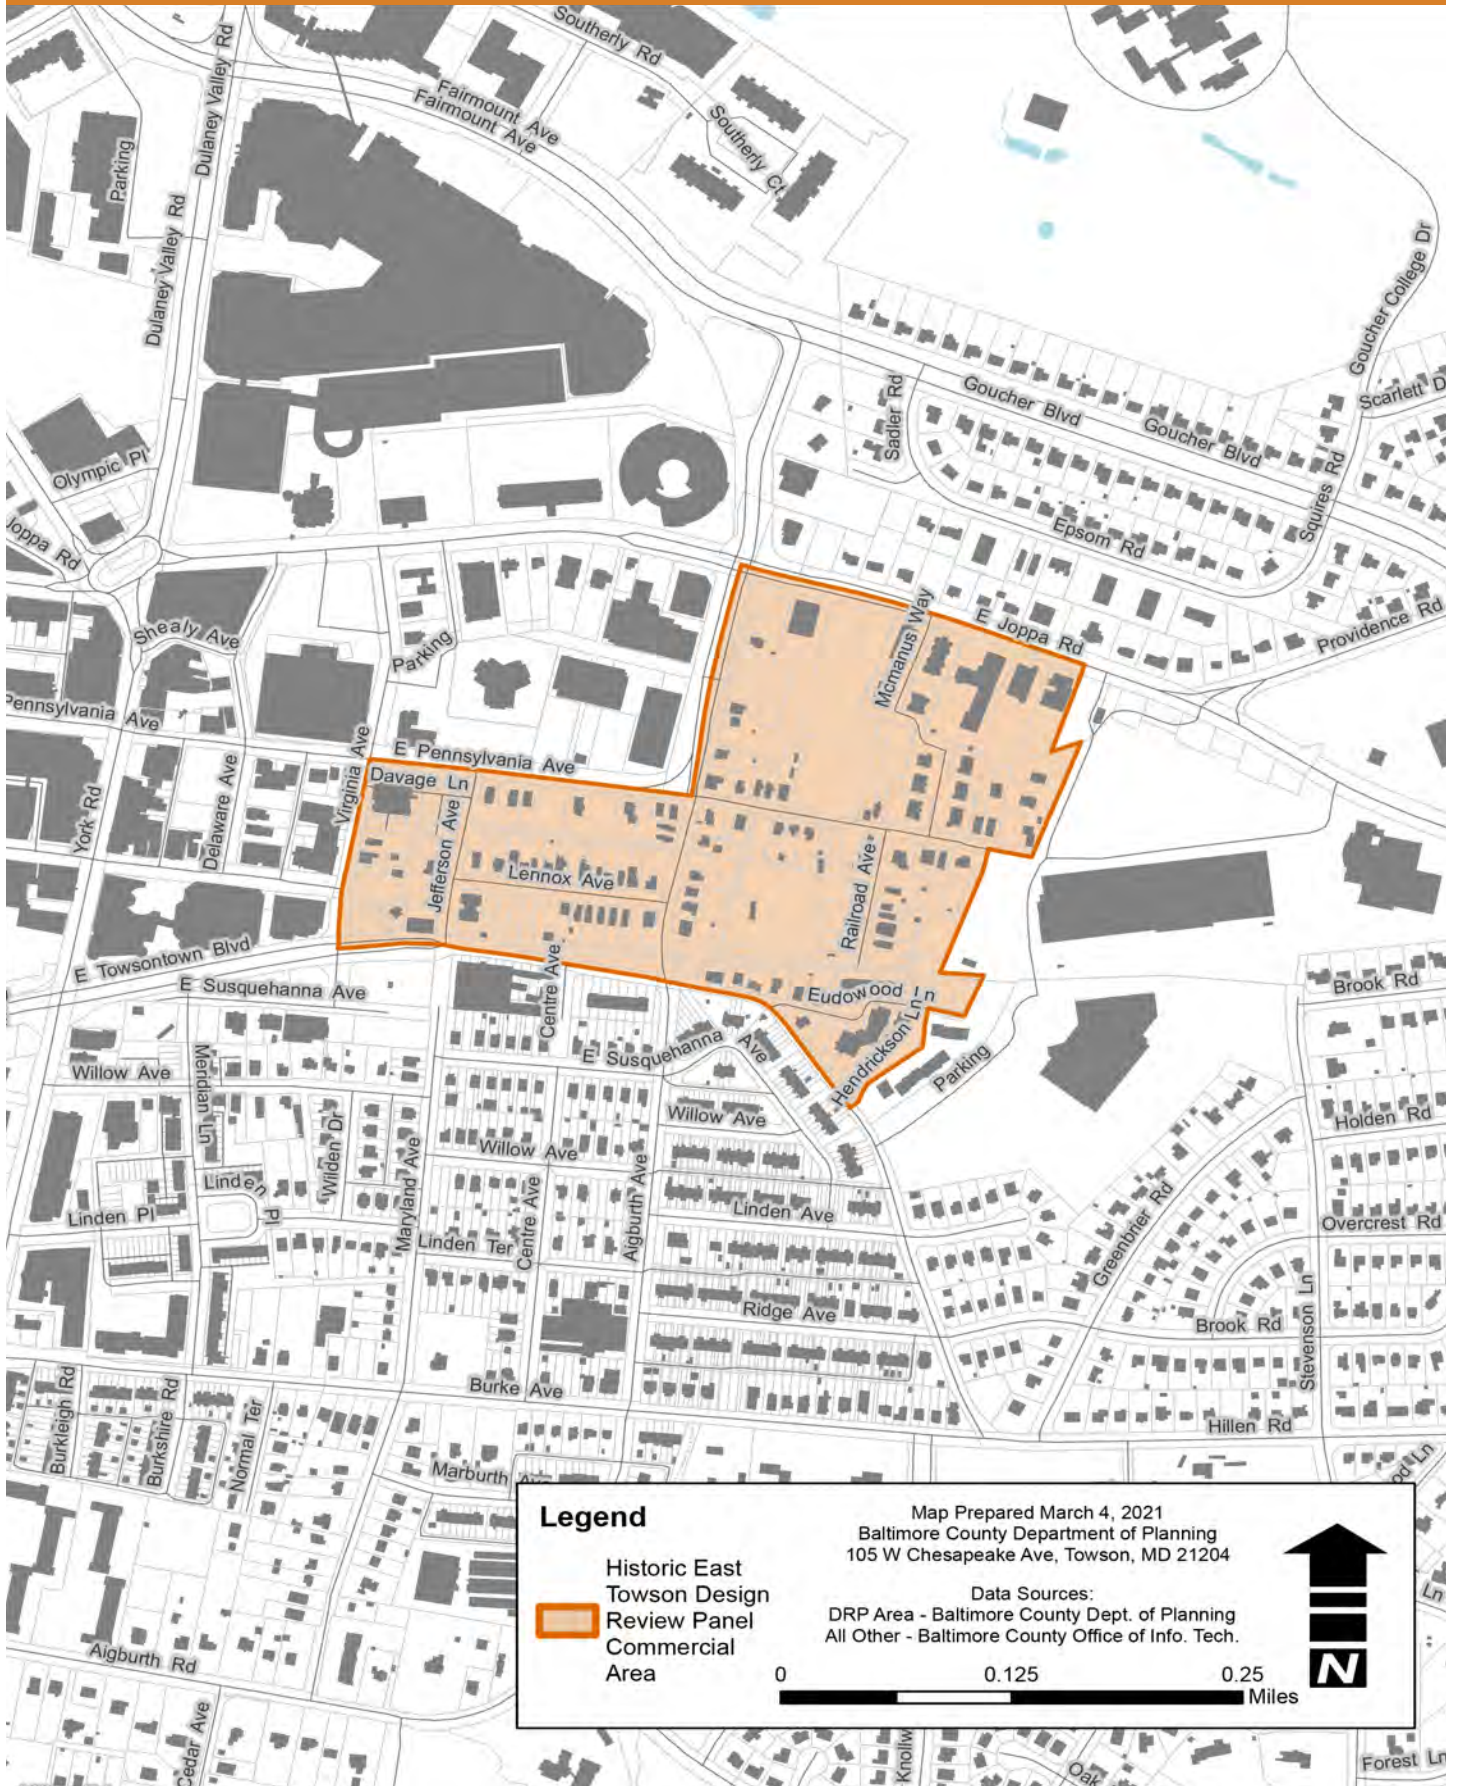 Southerly Rd
Dulaney Valley Rd
Fairmount Ave
Fairmount Ave
Southerly Ct
Parking
Dulaney Valley Rd
Goucher College Dr
Sadler Rd
Goucher Blvd
Scarlett D
Goucher Blvd
Olympic Pl
Squires Rd
Joppa Rd
Epsom Rd
Shealy Ave
Parking
Mcmanus Way
E Joppa Rd
Providence Rd
Pennsylvania Ave
Virginia Ave
E Pennsylvania Ave
Davage Ln
York Rd
Delaware Ave
Jefferson Ave
Lennox Ave
Railroad Ave
E Towsontown Blvd
E Susquehanna Ave
Centre Ave
Eudowood Ln
Brook Rd
Hendrickson Ln
E Susquehanna Ave
Parking
Willow Ave
Meridian Ln
Willow Ave
Holden Rd
Wilden Dr
Willow Ave
Maryland Ave
Linden Pl
Linden Pl
Linden Ter
Centre Ave
Aigburth Ave
Linden Ave
Greenbrier Rd
Overcrest Rd
Ridge Ave
Brook Rd
Stevenson Ln
Burke Ave
Hillen Rd
Burkleigh Rd
Burkshire Rd
Normal Ter
Marburth Ave
od Ln
Legend
Historic East
Towson Design
Review Panel
Commercial
Area
Map Prepared March 4, 2021
Baltimore County Department of Planning
105 W Chesapeake Ave, Towson, MD 21204
Data Sources:
DRP Area - Baltimore County Dept. of Planning
All Other - Baltimore County Office of Info. Tech.
0 0.125 0.25
Miles
N
Ln
Aigburth Rd
Cedar Ave
Knollw
Oak
Forest Ln